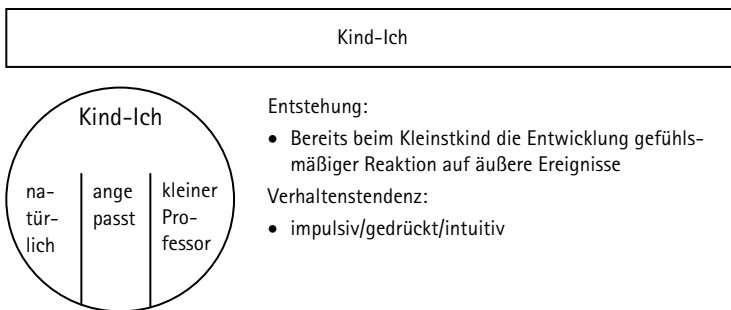 Kind-Ich
Kind-Ich
na-
tür-
lich
ange
passt
kleiner
Pro-
fessor
Entstehung:
• Bereits beim Kleinstkind die Entwicklung gefühls-
mäßiger Reaktion auf äußere Ereignisse
Verhaltenstendenz:
• impulsiv/gedrückt/intuitiv